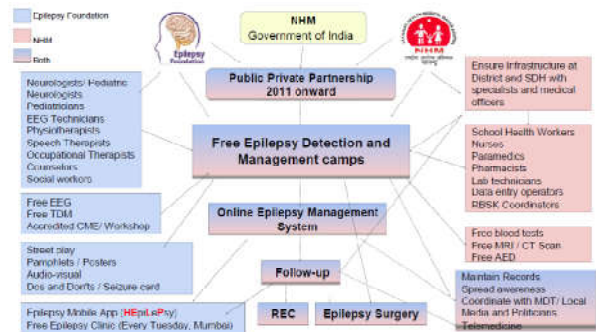 Epilepsy Foundation
NHM
Both
Epilepsy
Foundation
NHM
Government of India
NHM
Public Private Partnership
2011 onward
Neurologists/ Pediatric
Neurologists
Pediatricians
EEG Technicians
Physiotherapists
Speech Therapists
Occupational Therapists
Counselors
Social workers
Free EEG
Free TDM
Accredited CME/ Workshop
Street play
Pamphlets / Posters
Audio-visual
Dos and Don'ts / Seizure card
Epilepsy Mobile App (HEpiLePsy)
Free Epilepsy Clinic (Every Tuesday, Mumbai)
Free Epilepsy Detection and
Management camps
Online Epilepsy Management
System
Follow-up
REC
Epilepsy Surgery
Ensure Infrastructure at
District and SDH with
specialists and medical
officers
School Health Workers
Nurses
Paramedics
Pharmacists
Lab technicians
Data entry operators
RBSK Coordinators
Free blood tests
Free MRI / CT Scan
Free AED
Maintain Records
Spread awareness
Coordinate with MDT/ Local
Media and Politicians
Telemedicine